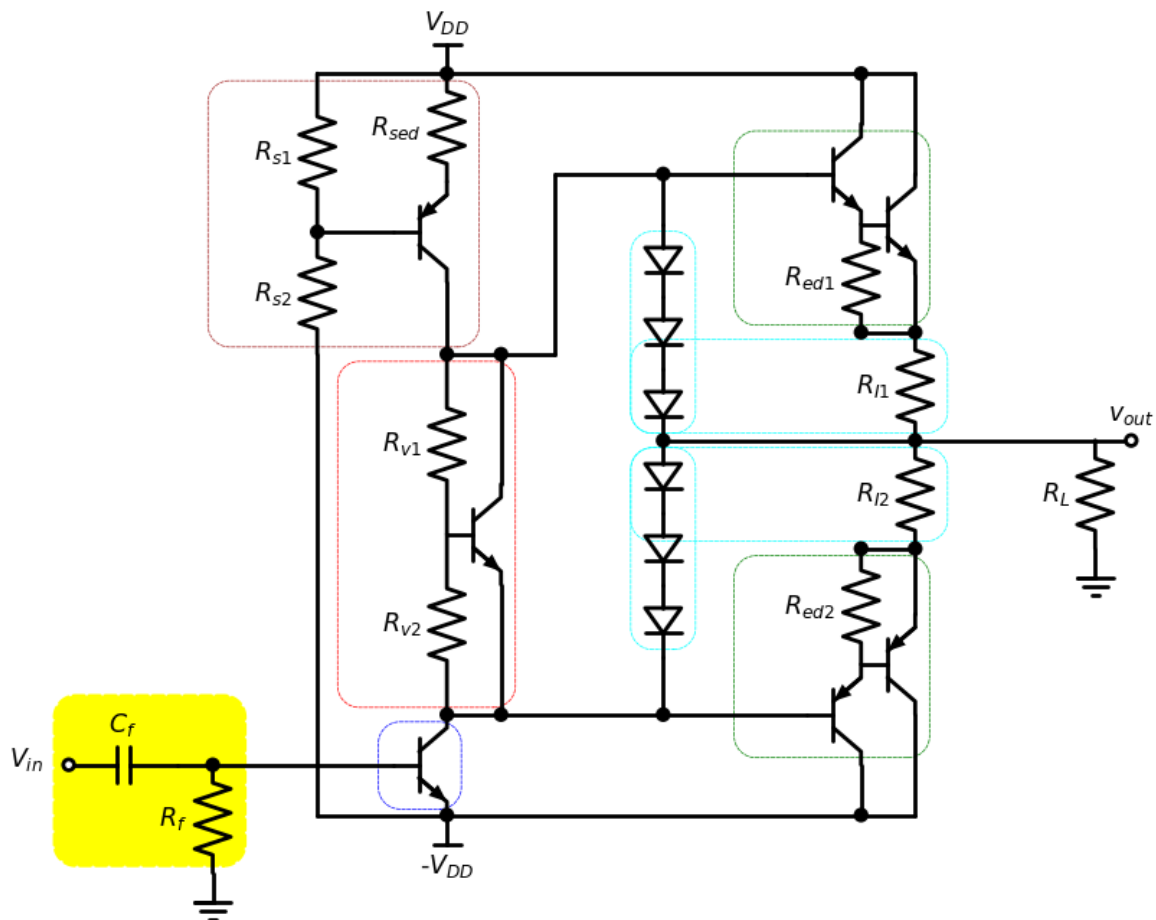 V_DD
R_sed
R_s1
R_s2
R_ed1
R_l1
v_out
R_v1
R_l2
R_L
R_ed2
R_v2
C_f
V_in
R_f
-V_DD